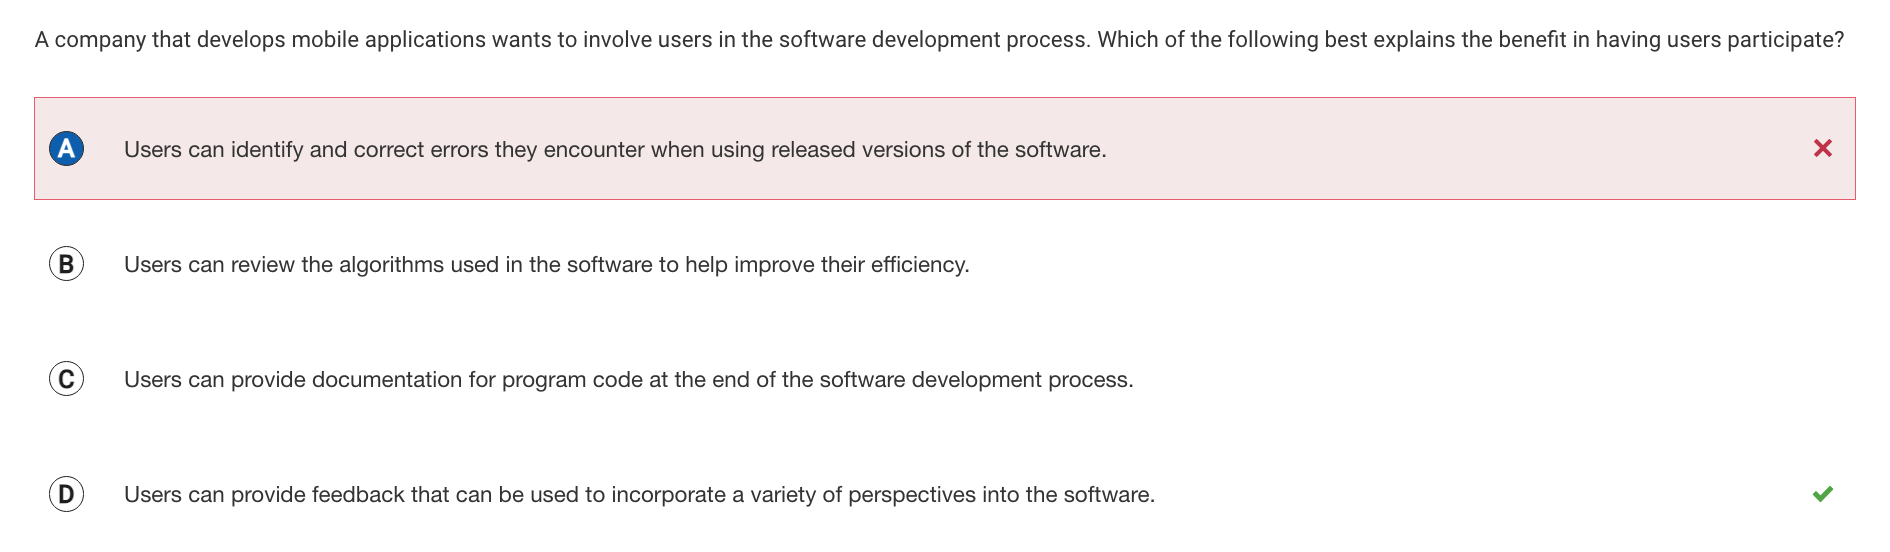 A company that develops mobile applications wants to involve users in the software development process. Which of the following best explains the benefit in having users participate?
A Users can identify and correct errors they encounter when using released versions of the software.
B Users can review the algorithms used in the software to help improve their efficiency.
C Users can provide documentation for program code at the end of the software development process.
D Users can provide feedback that can be used to incorporate a variety of perspectives into the software.